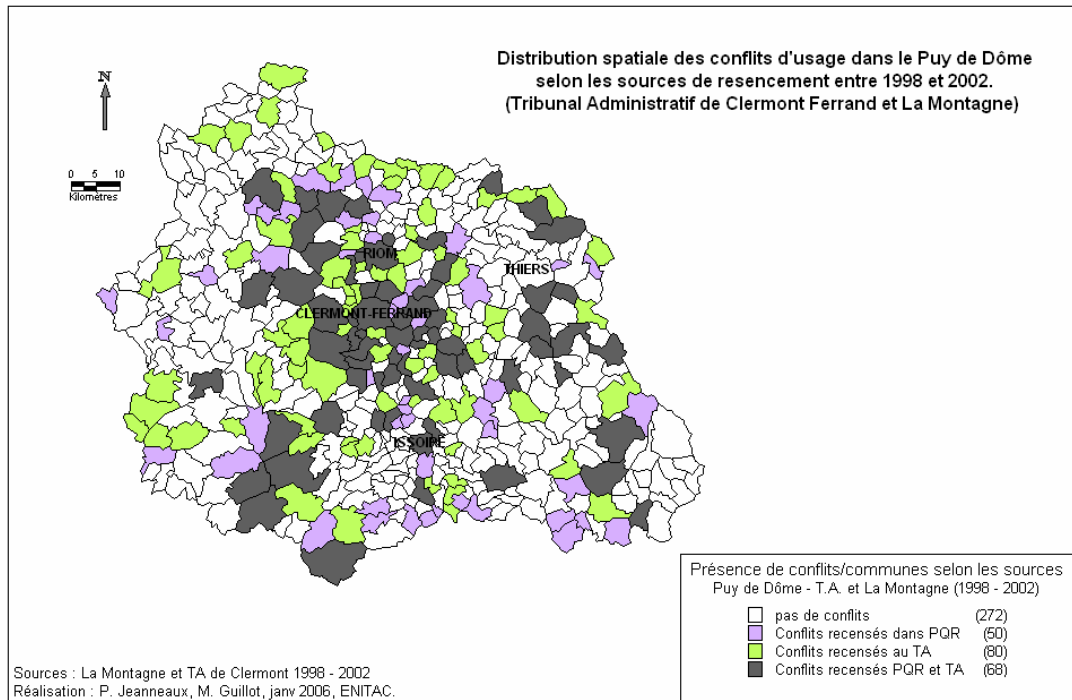 Distribution spatiale des conflits d'usage dans le Puy de Dôme
selon les sources de resencement entre 1998 et 2002.
(Tribunal Administratif de Clermont Ferrand et La Montagne)
N
0 5 10
Kilomètres
RIOM
THIERS
CLERMONT-FERRAND
ISSOIRE
Présence de conflits/communes selon les sources
Puy de Dôme - T.A. et La Montagne (1998 - 2002)
pas de conflits (272)
Conflits recensés dans PQR (50)
Conflits recensés au TA (80)
Conflits recensés PQR et TA (68)
Sources : La Montagne et TA de Clermont 1998 - 2002
Réalisation : P. Jeanneaux, M. Guillot, janv 2006, ENITAC.